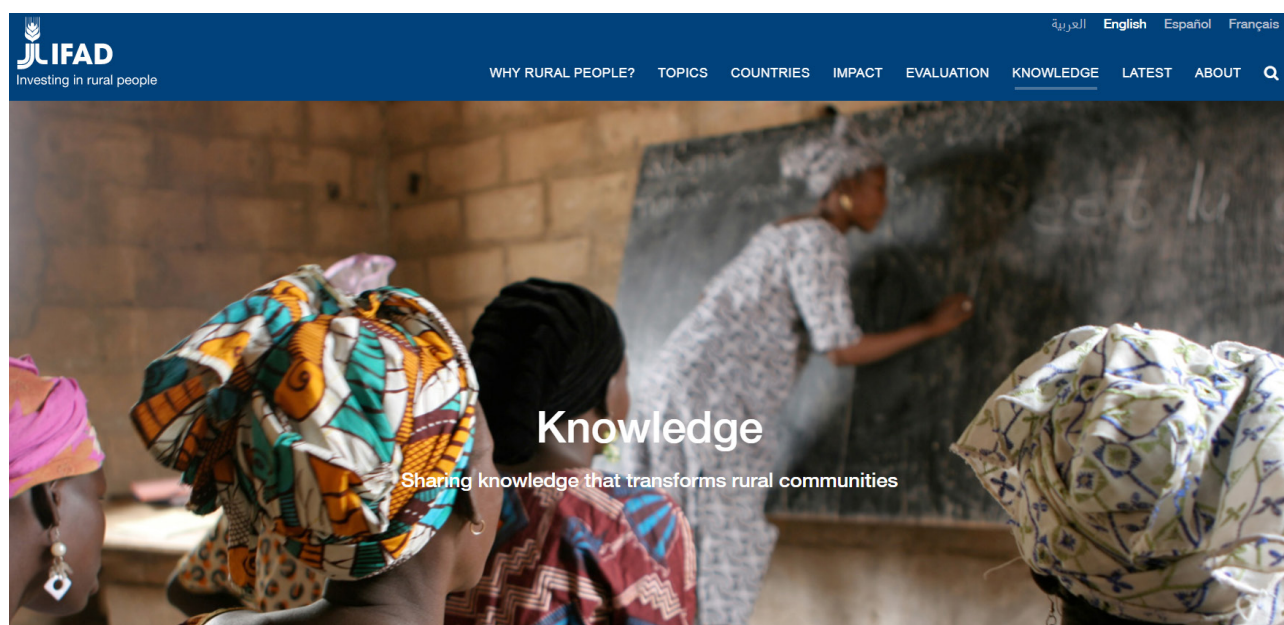 العربية English Español Français
IFAD
Investing in rural people
WHY RURAL PEOPLE? TOPICS COUNTRIES IMPACT EVALUATION KNOWLEDGE LATEST ABOUT
Knowledge
Sharing knowledge that transforms rural communities